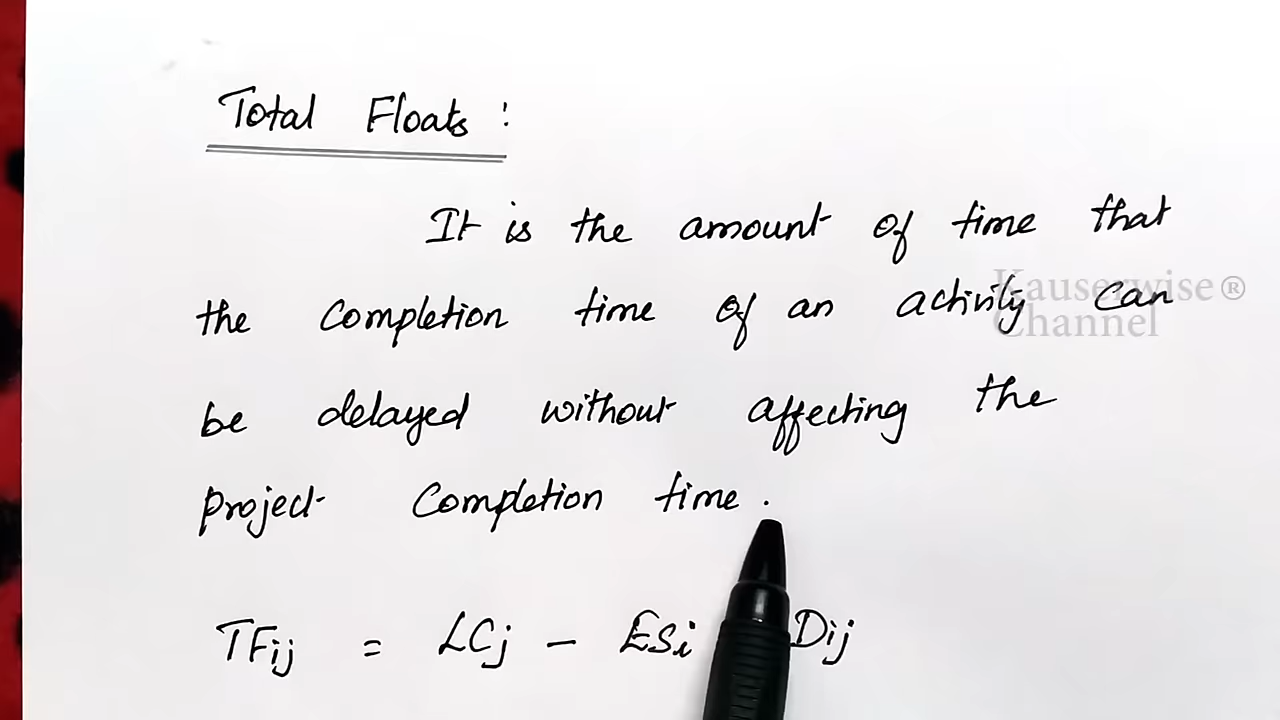 Total Floats :
It is the amount of time that
the completion time of an activity can
be delayed without affecting the
project completion time .
TFij = LCj - ESi Dij
Kauserwise®
Channel